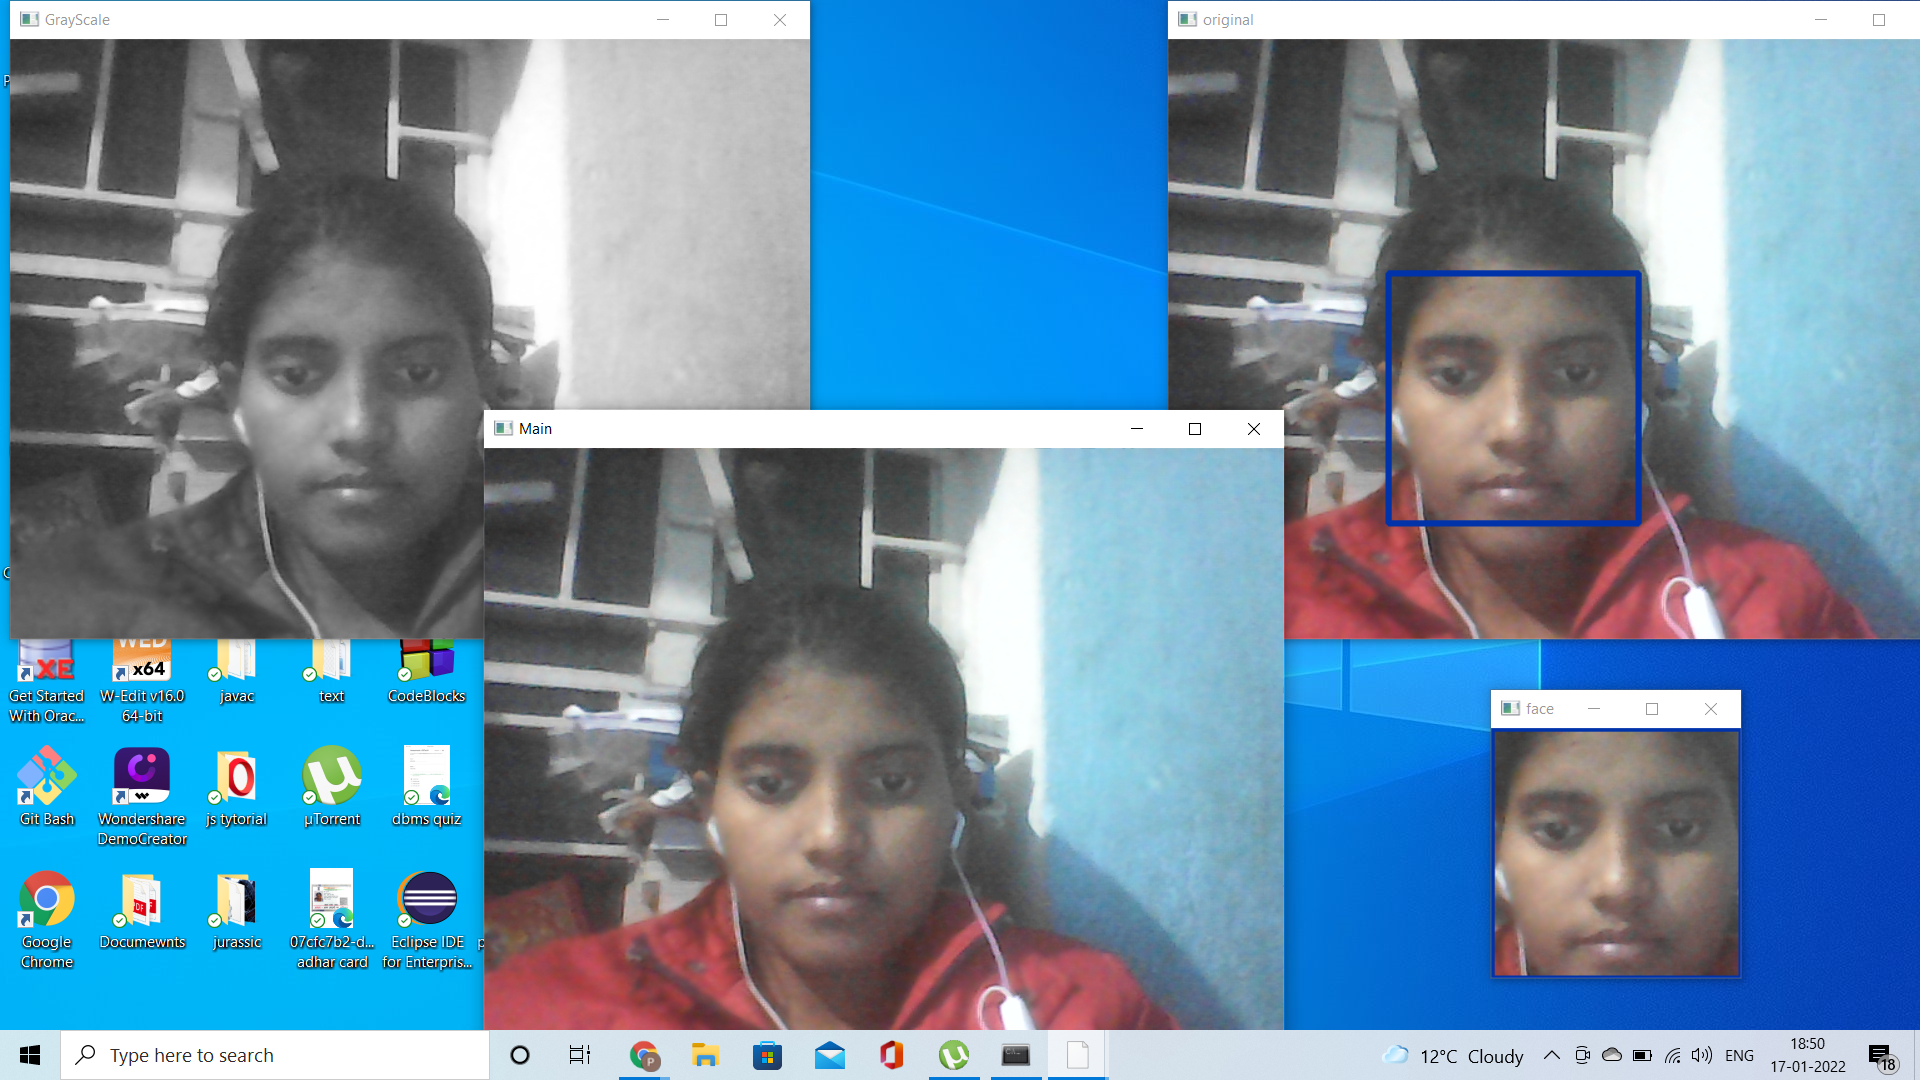 GrayScale
original
Main
face
XE
Get Started
With Orac...
WED
x64
W-Edit v16.0
64-bit
javac
text
CodeBlocks
Git Bash
Wondershare
DemoCreator
js tytorial
µ
µTorrent
dbms quiz
Google
Chrome
PDF
Documewnts
jurassic
07cfc7b2-d...
adhar card
Eclipse IDE
for Enterpris...
p
Type here to search
P
12°C Cloudy
ENG
18:50
17-01-2022
18